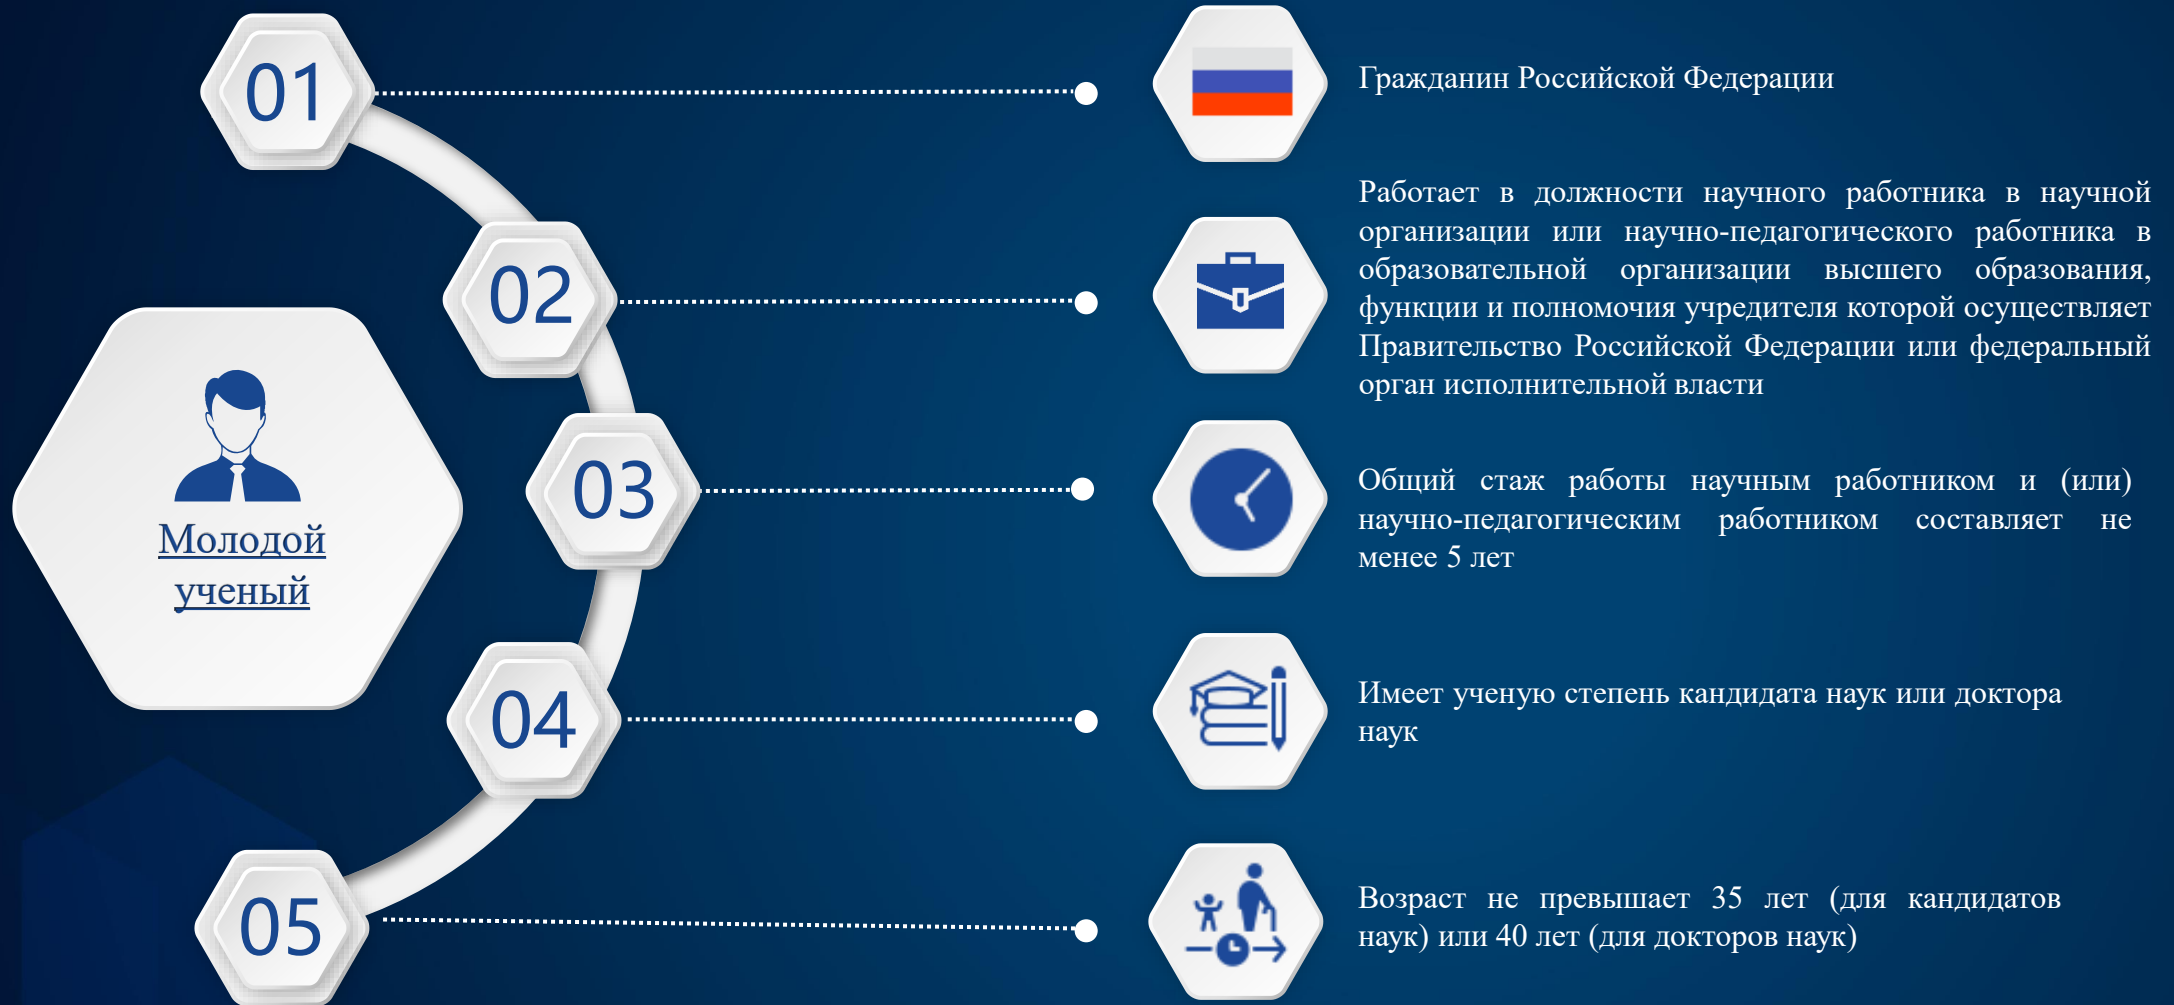 01
Гражданин Российской Федерации
02
Работает в должности научного работника в научной
организации или научно-педагогического работника в
образовательной организации высшего образования,
функции и полномочия учредителя которой осуществляет
Правительство Российской Федерации или федеральный
орган исполнительной власти
Молодой
ученый
03
Общий стаж работы научным работником и (или)
научно-педагогическим работником составляет не
менее 5 лет
04
Имеет ученую степень кандидата наук или доктора
наук
05
Возраст не превышает 35 лет (для кандидатов
наук) или 40 лет (для докторов наук)